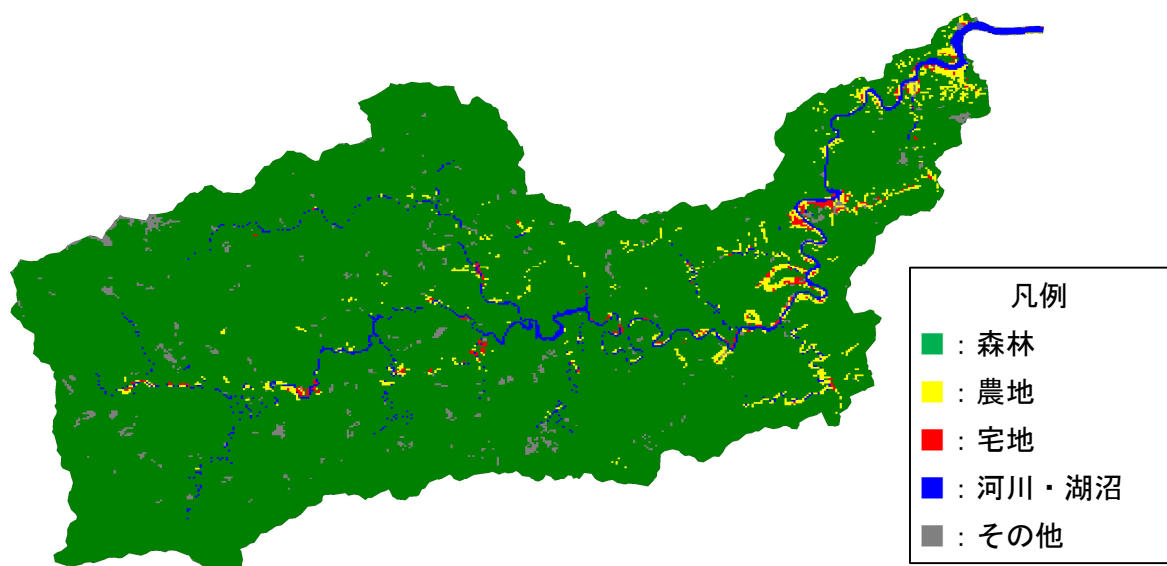 凡例
：森林
：農地
：宅地
：河川・湖沼
：その他